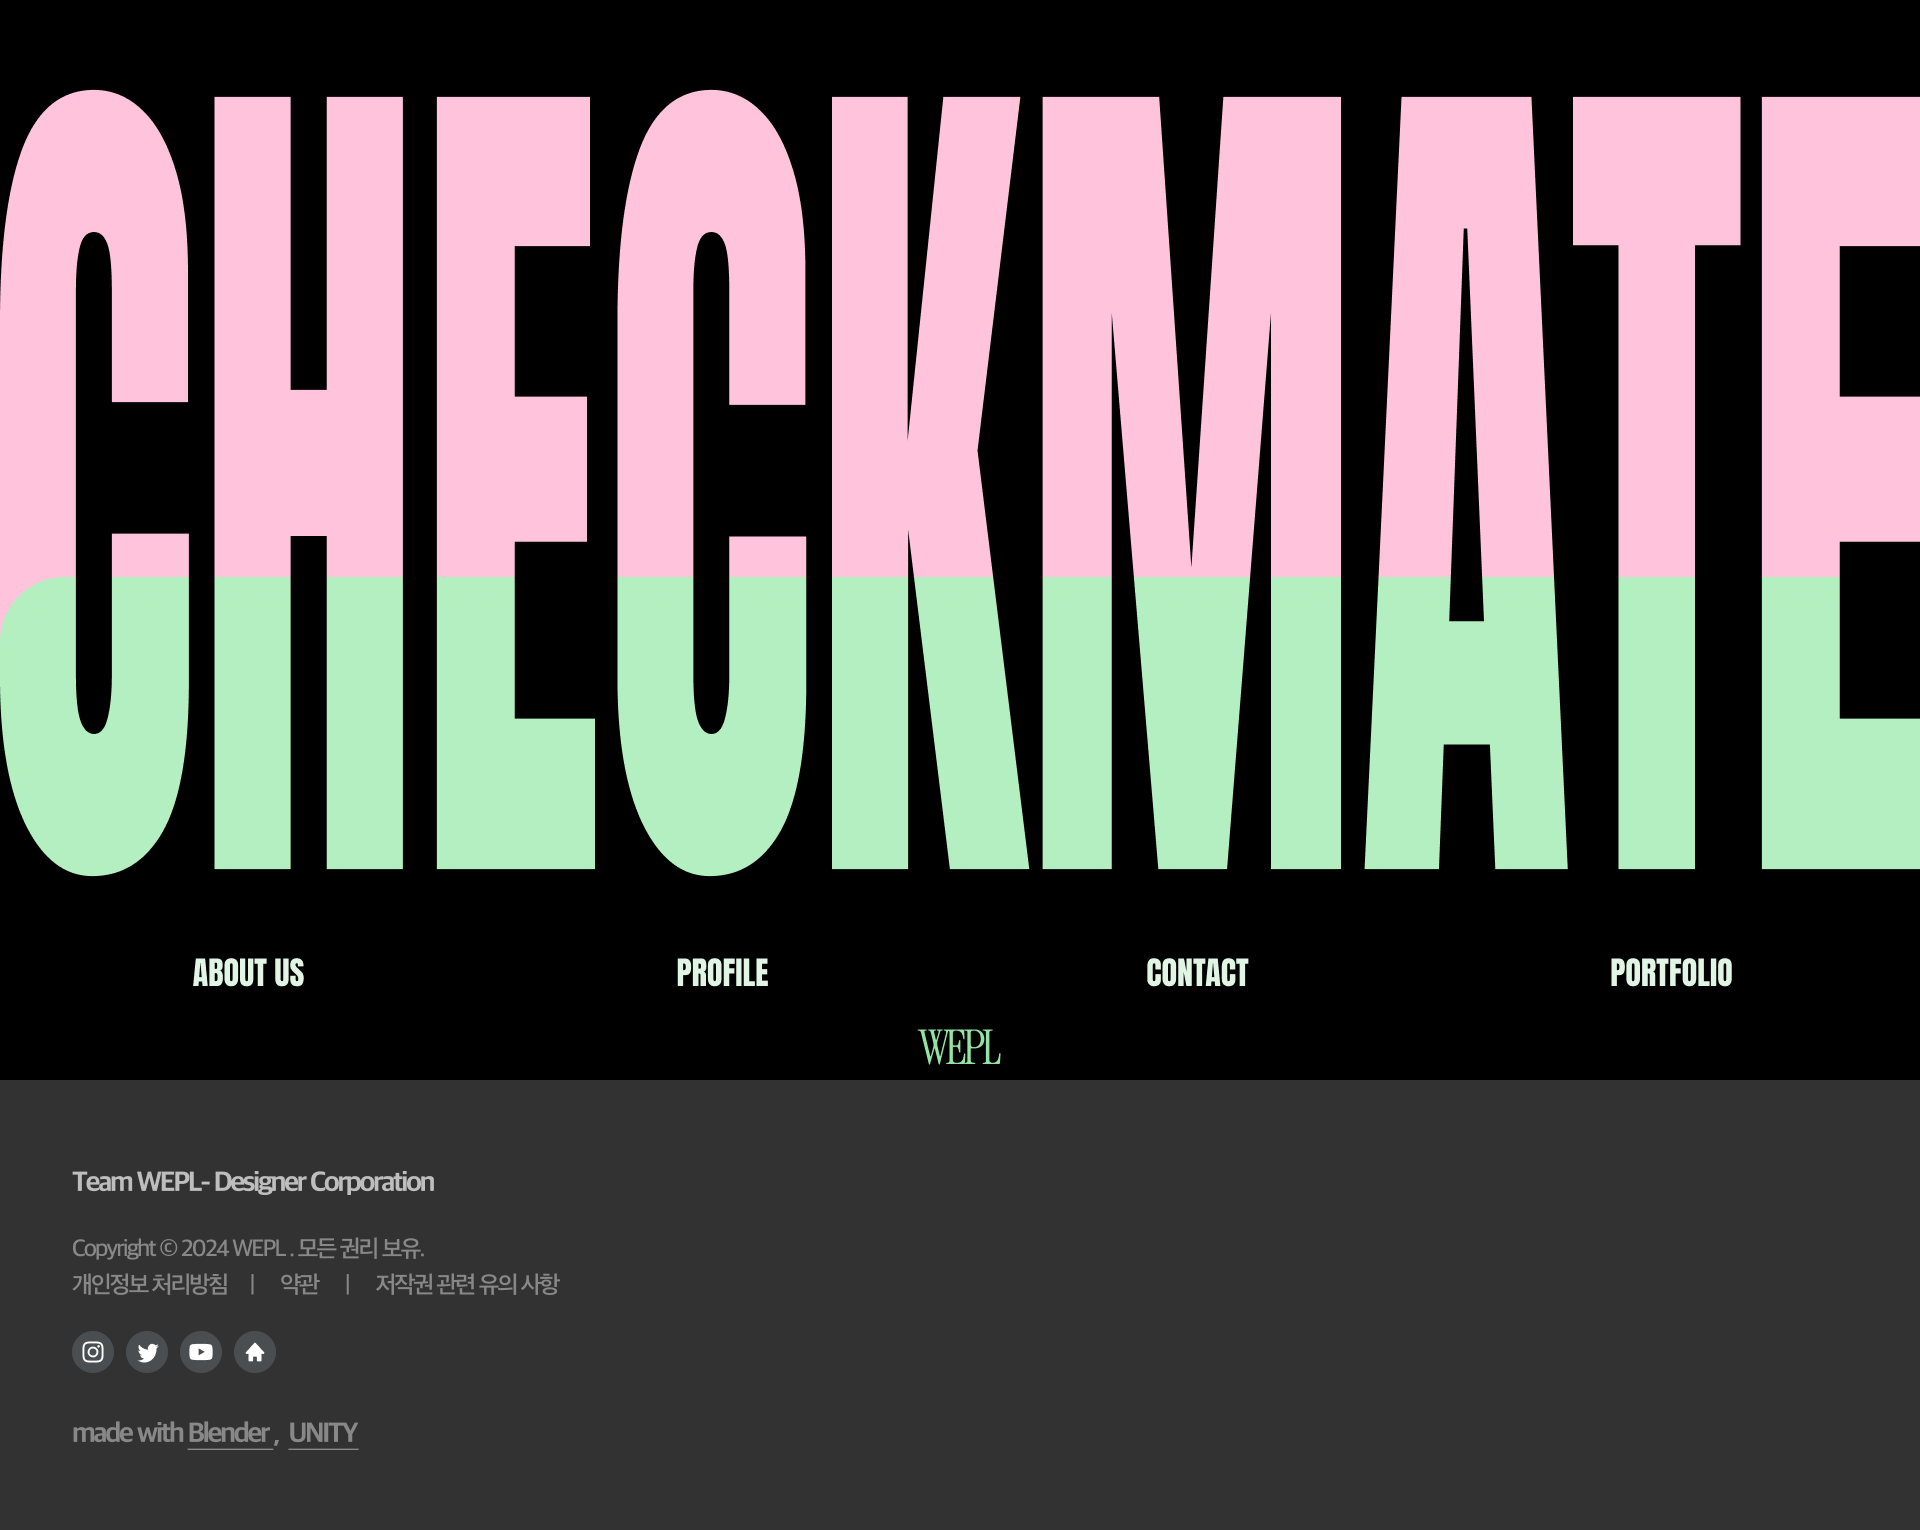 CHECKMATE
ABOUT US PROFILE CONTACT PORTFOLIO
WEPL
Team WEPL- Designer Corporation
Copyright © 2024 WEPL . 모든 권리 보유.
개인정보 처리방침 | 약관 | 저작권 관련 유의 사항
made with Blender , UNITY